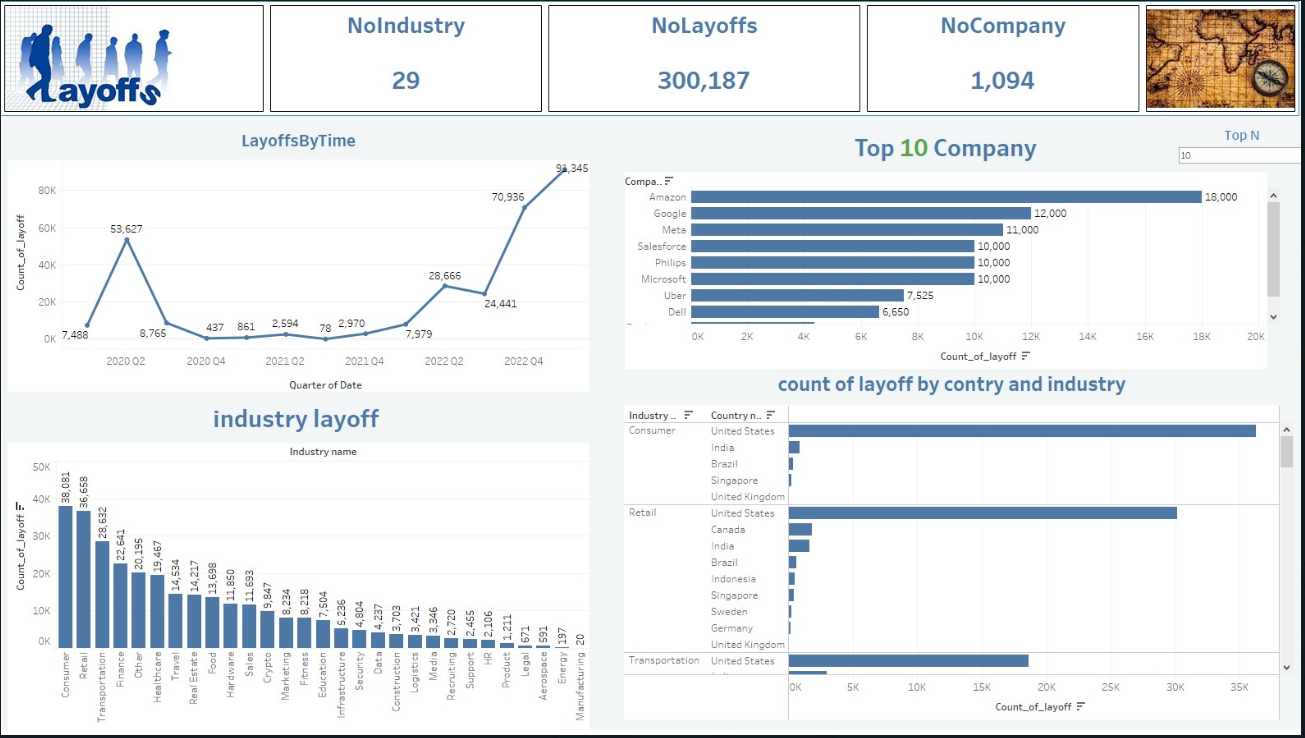 Layoffs
NoIndustry
29
NoLayoffs
300,187
NoCompany
1,094
LayoffsByTime
Count_of_layoff
80K
60K
40K
20K
0K
7,488
53,627
8,765
437
861
2,594
78
2,970
7,979
28,666
24,441
70,936
91,345
2020 Q2
2020 Q4
2021 Q2
2021 Q4
2022 Q2
2022 Q4
Quarter of Date
Top 10 Company
Top N
10
Compa..
Amazon 18,000
Google 12,000
Meta 11,000
Salesforce 10,000
Philips 10,000
Microsoft 10,000
Uber 7,525
Dell 6,650
0K 2K 4K 6K 8K 10K 12K 14K 16K 18K 20K
Count_of_layoff
industry layoff
Industry name
Count_of_layoff
50K
40K
30K
20K
10K
0K
38,081
36,658
28,632
22,641
20,195
19,467
14,534
14,217
13,698
11,850
11,693
9,847
8,234
8,218
7,504
5,236
4,804
4,237
3,703
3,421
3,346
2,720
2,455
2,106
1,211
671
591
197
20
Consumer
Retail
Transportation
Finance
Other
Healthcare
Travel
Real Estate
Food
Hardware
Sales
Crypto
Marketing
Fitness
Education
Infrastructure
Security
Data
Construction
Logistics
Media
Recruiting
Support
HR
Product
Legal
Aerospace
Energy
Manufacturing
count of layoff by contry and industry
Industry .. Country n..
Consumer United States
India
Brazil
Singapore
United Kingdom
Retail United States
Canada
India
Brazil
Indonesia
Singapore
Sweden
Germany
United Kingdom
Transportation United States
0K 5K 10K 15K 20K 25K 30K 35K
Count_of_layoff